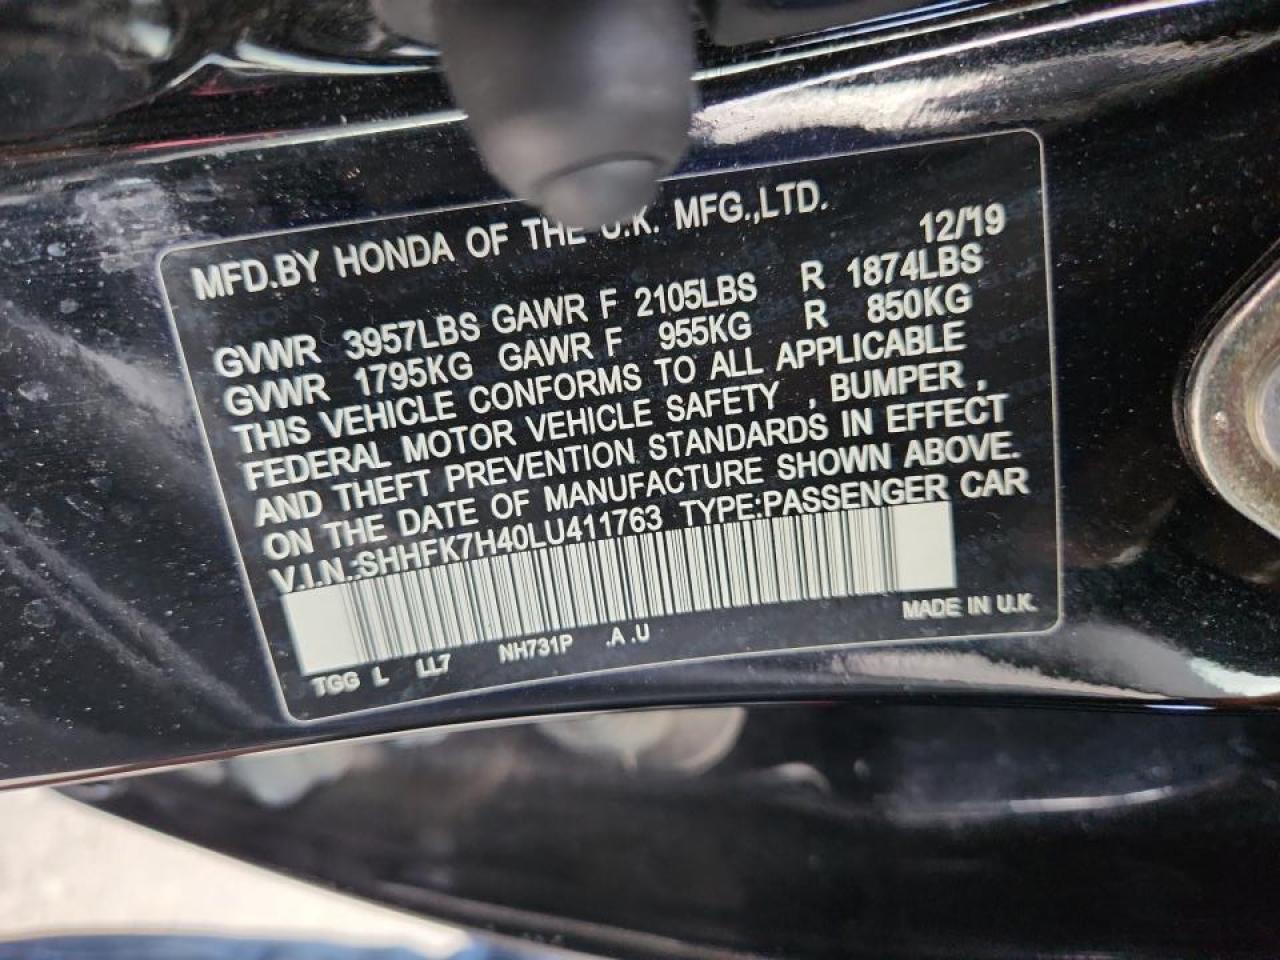 MFD.BY HONDA OF THE U.K. MFG.,LTD. 12/19
GVWR 3957LBS GAWR F 2105LBS R 1874LBS
GVWR 1795KG GAWR F 955KG R 850KG
THIS VEHICLE CONFORMS TO ALL APPLICABLE
FEDERAL MOTOR VEHICLE SAFETY , BUMPER ,
AND THEFT PREVENTION STANDARDS IN EFFECT
ON THE DATE OF MANUFACTURE SHOWN ABOVE.
V.I.N.:SHHFK7H40LU411763 TYPE:PASSENGER CAR
TGG L LL7 NH731P .A .U MADE IN U.K.